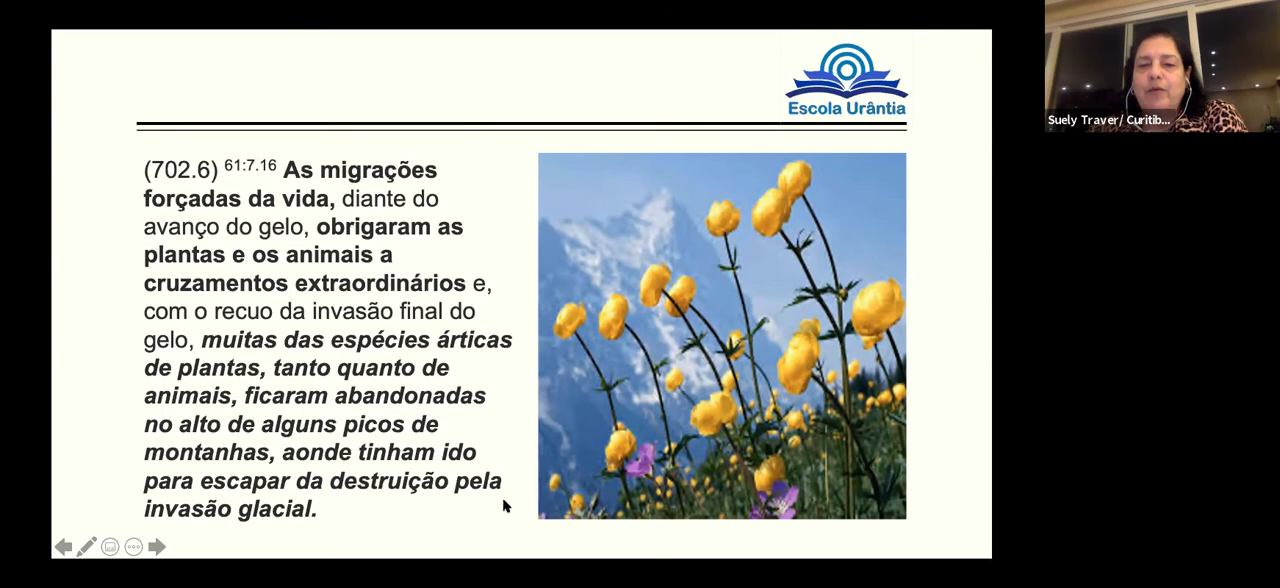 Escola Urântia
(702.6) 61:7.16 As migrações
forçadas da vida, diante do
avanço do gelo, obrigaram as
plantas e os animais a
cruzamentos extraordinários e,
com o recuo da invasão final do
gelo, muitas das espécies árticas
de plantas, tanto quanto de
animais, ficaram abandonadas
no alto de alguns picos de
montanhas, aonde tinham ido
para escapar da destruição pela
invasão glacial.
Suely Traver/ Curitib...